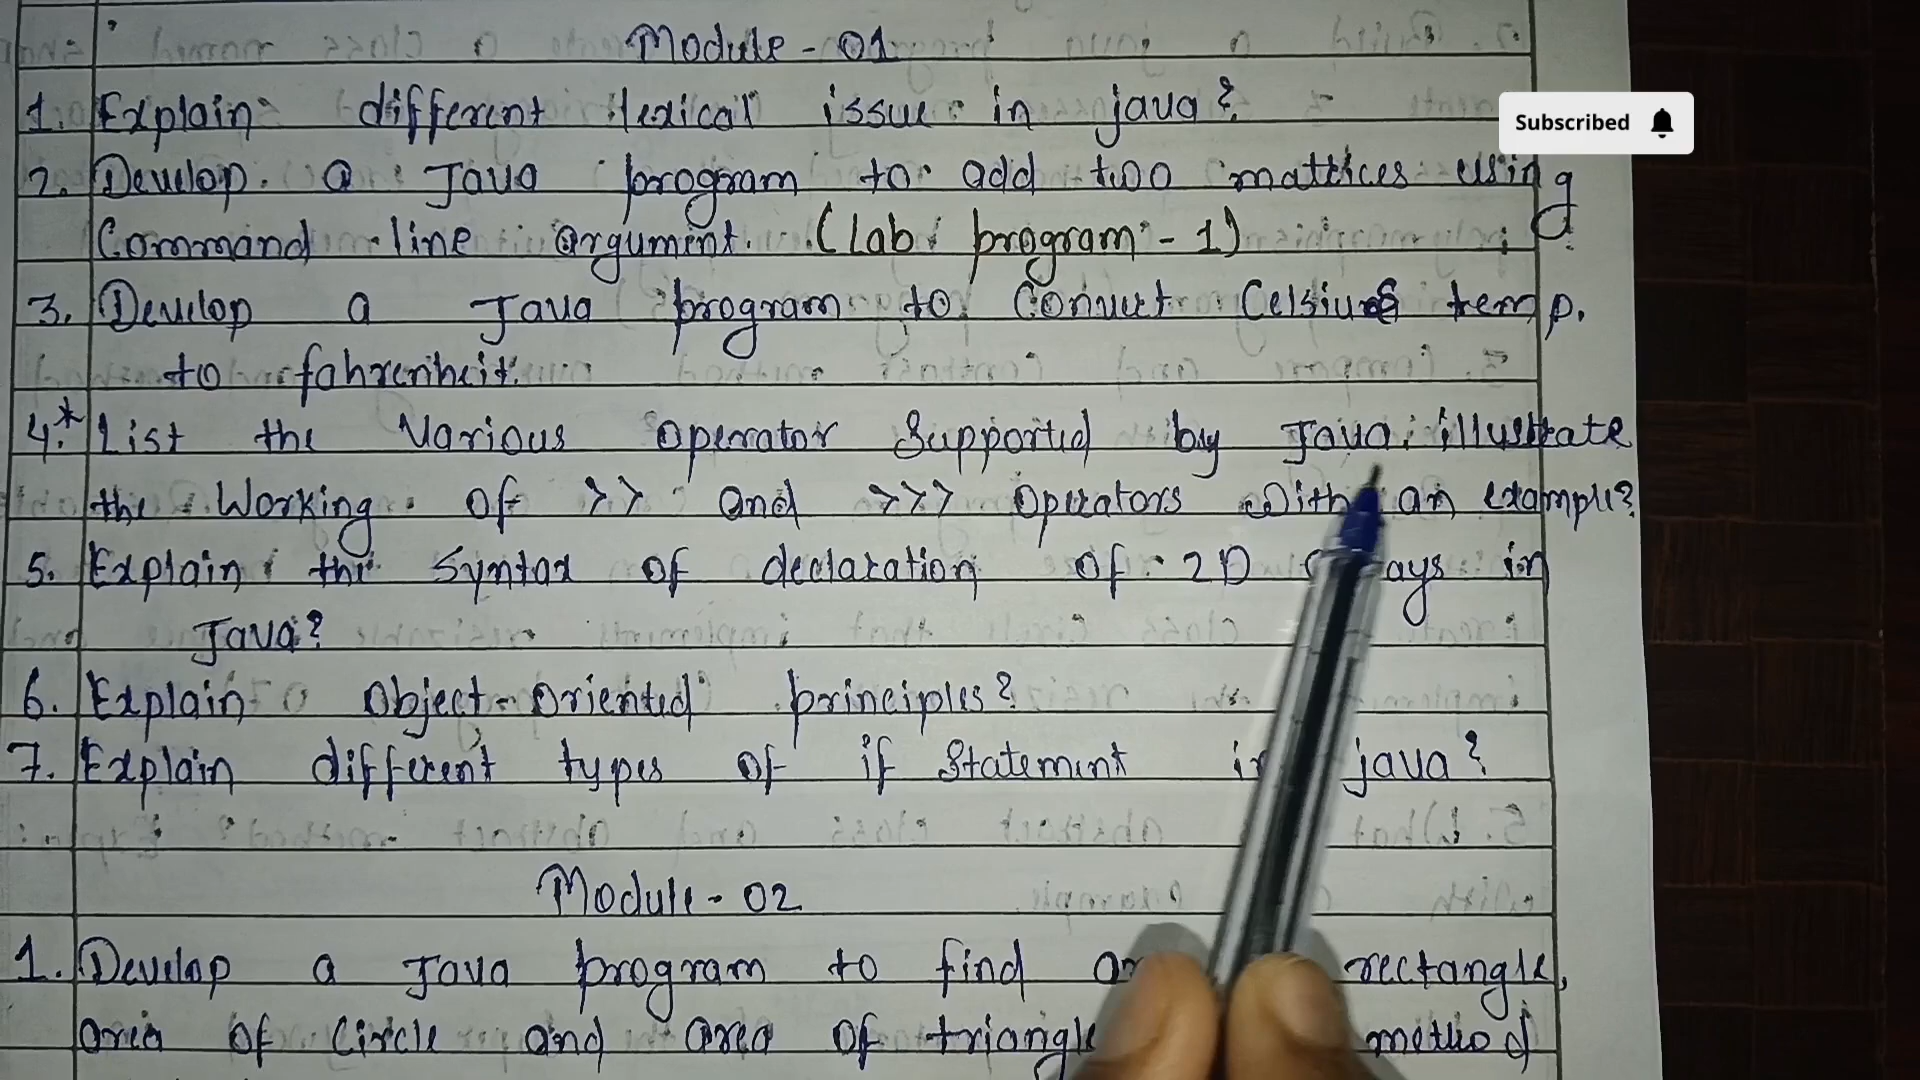 Module - 01
1. Explain different lexical issue in java?
Subscribed
2. Develop a Java program to add two matrices using
Command line argument. (lab program - 1)
3. Develop a Java program to Convert Celsius temp.
to fahrenheit.
4.* List the Various operator Supported by Java. illustrate
the Working of >> and >>> Operators With an example?
5. Explain the Syntax of declaration of 2D in
Java?
6. Explain Object-Oriented principles?
7. Explain different types of if Statement in java?
Module - 02
1. Develop a Java program to find rectangle,
area of Circle and area of triangle method